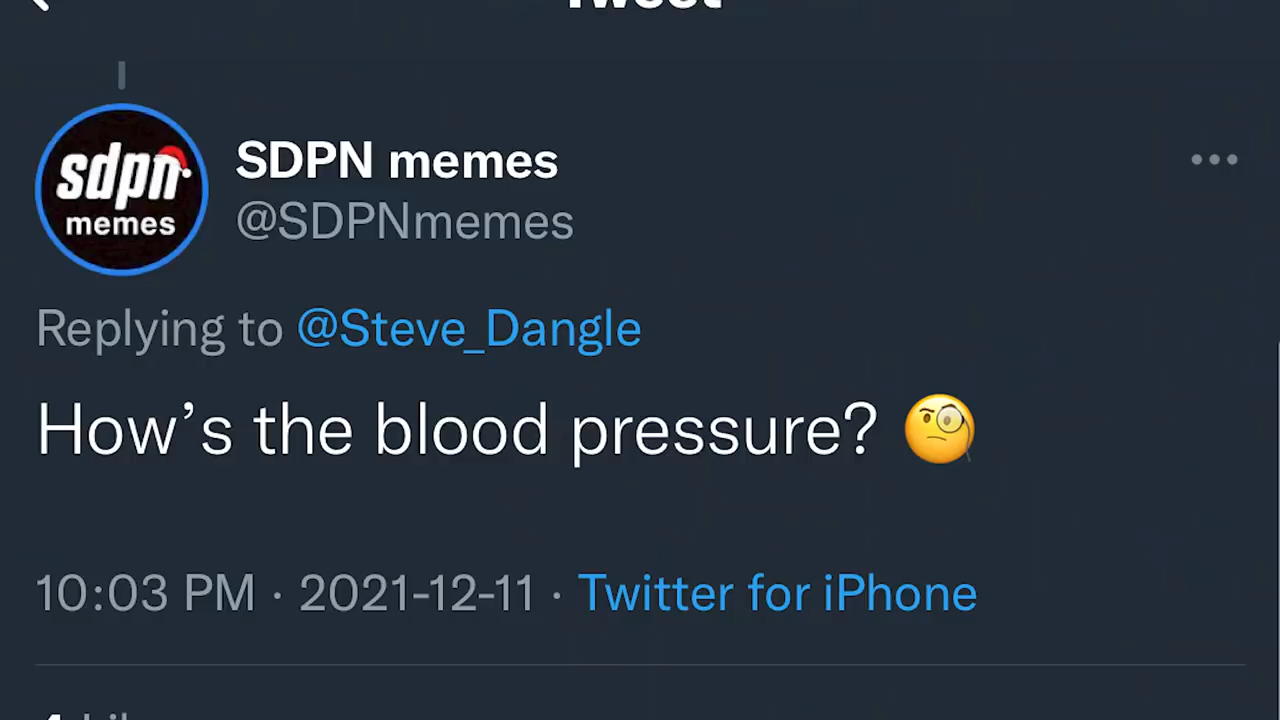 Tweet
sdpn
memes
SDPN memes
@SDPNmemes
Replying to @Steve_Dangle
How’s the blood pressure? 🧐
10:03 PM · 2021-12-11 · Twitter for iPhone